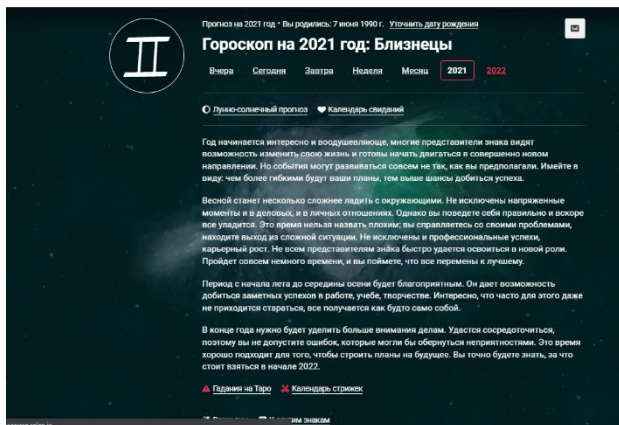 Прогноз на 2021 год • Вы родились: 7 июня 1990 г. Уточнить дату рождения
Гороскоп на 2021 год: Близнецы
Вчера Сегодня Завтра Неделя Месяц 2021 2022
Лунно-солнечный прогноз Календарь свиданий
Год начинается интересно и воодушевляюще, многие представители знака видят
возможность изменить свою жизнь и готовы начать двигаться в совершенно новом
направлении. Но события могут развиваться совсем не так, как вы предполагали. Имейте в
виду: чем более гибкими будут ваши планы, тем выше шансы добиться успеха.
Весной станет несколько сложнее ладить с окружающими. Не исключены напряженные
моменты и в деловых, и в личных отношениях. Однако вы поведете себя правильно и вскоре
все уладится. Это время нельзя назвать плохим; вы справляетесь со своими проблемами,
находите выход из сложной ситуации. Не исключены и профессиональные успехи,
карьерный рост. Не всем представителям знака быстро удается освоиться в новой роли.
Пройдет совсем немного времени, и вы поймете, что все перемены к лучшему.
Период с начала лета до середины осени будет благоприятным. Он дает возможность
добиться заметных успехов в работе, учебе, творчестве. Интересно, что часто для этого даже
не приходится стараться, все получается как будто само собой.
В конце года нужно будет уделить больше внимания делам. Удастся сосредоточиться,
поэтому вы не допустите ошибок, которые могли бы обернуться неприятностями. Это время
хорошо подходит для того, чтобы строить планы на будущее. Вы точно будете знать, за что
стоит взяться в начале 2022.
Гадания на Таро Календарь стрижек
знакам